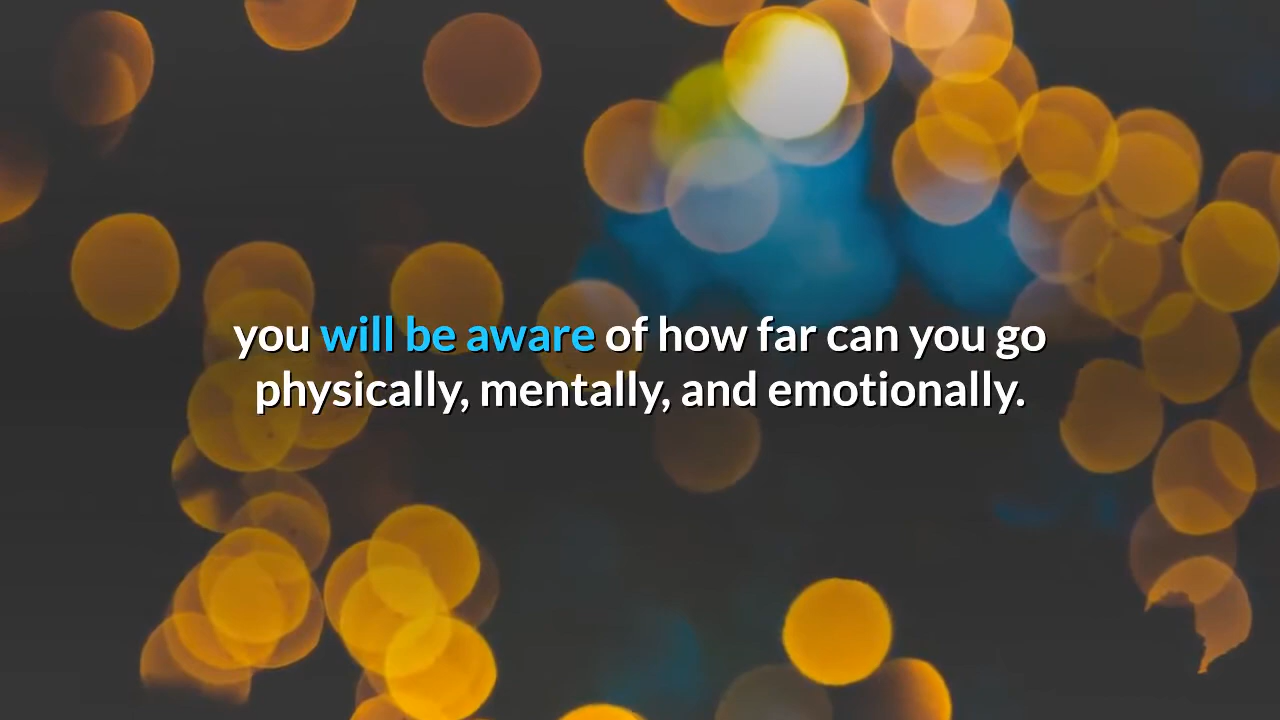 you will be aware of how far can you go
physically, mentally, and emotionally.